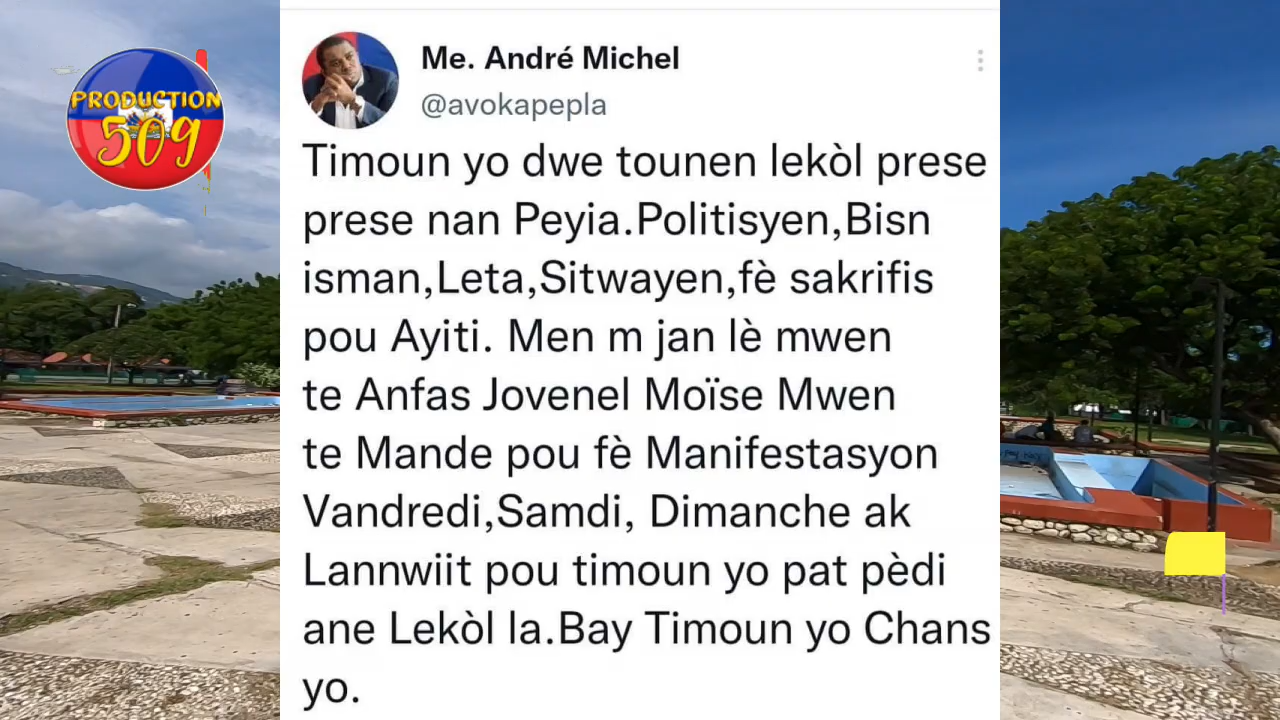 PRODUCTION
509
Me. André Michel
@avokapepla
Timoun yo dwe tounen lekòl prese
prese nan Peyia.Politisyen,Bisn
isman,Leta,Sitwayen,fè sakrifis
pou Ayiti. Men m jan lè mwen
te Anfas Jovenel Moïse Mwen
te Mande pou fè Manifestasyon
Vandredi,Samdi, Dimanche ak
Lannwiit pou timoun yo pat pèdi
ane Lekòl la.Bay Timoun yo Chans
yo.